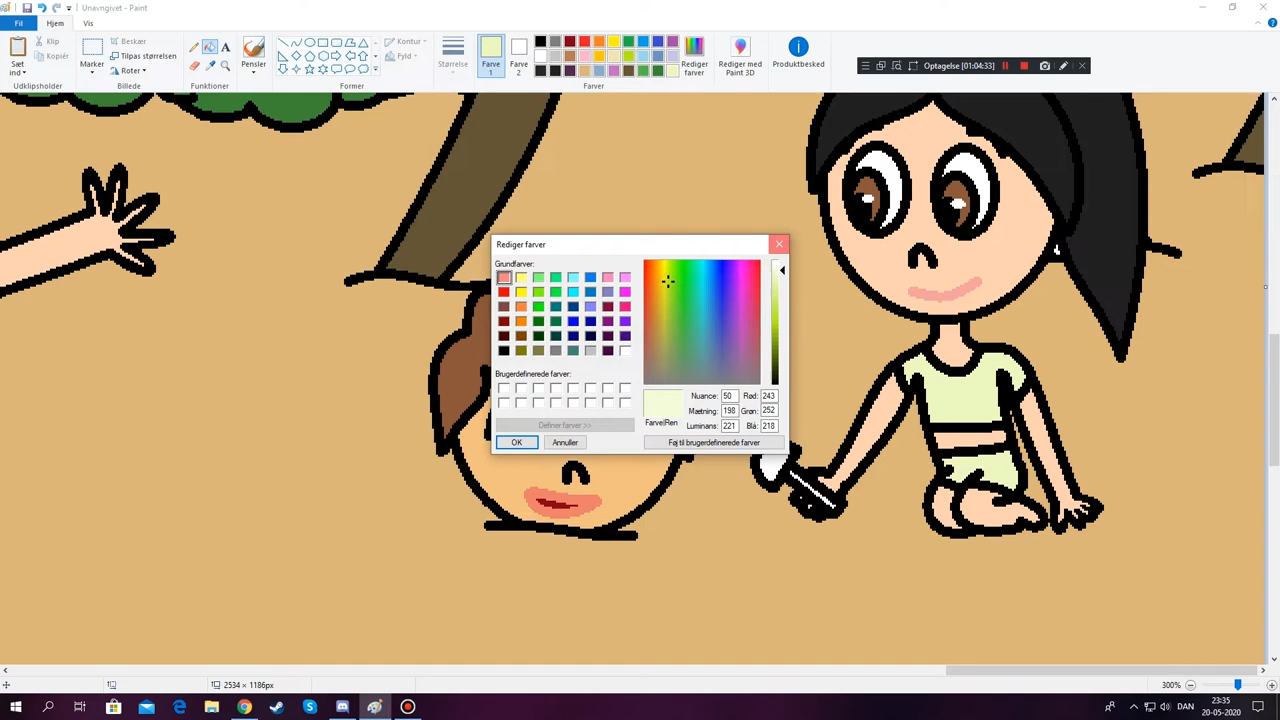 Unavngivet - Paint
Fil Hjem Vis
Sæt ind
Klip
Kopiér
Udklipsholder
Marker
Beskær
Tilpas størrelsen
Roter
Billede
A
Funktioner
Pensler
Kontur
Fyld
Former
Størrelse
Farve 1
Farve 2
Rediger farver
Farver
Rediger med Paint 3D
Produktbesked
Optagelse [01:04:33]
Rediger farver
Grundfarver:
Brugerdefinerede farver:
Definer farver >>
OK Annuller
Farve|Ren
Nuance: 50 Rød: 243
Mætning: 198 Grøn: 252
Luminans: 221 Blå: 218
Føj til brugerdefinerede farver
2534 × 1186px
300%
DAN
23:35
20-05-2020